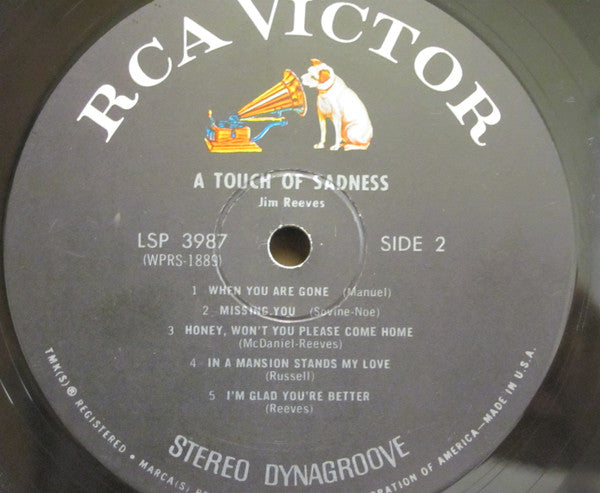 RCA VICTOR
A TOUCH OF SADNESS
Jim Reeves
LSP 3987 SIDE 2
(WPRS-1889)
1 WHEN YOU ARE GONE (Manuel)
2 MISSING YOU (Sovine-Noe)
3 HONEY, WON'T YOU PLEASE COME HOME
(McDaniel-Reeves)
4 IN A MANSION STANDS MY LOVE
(Russell)
5 I'M GLAD YOU'RE BETTER
(Reeves)
STEREO DYNAGROOVE
TMK(S) ® REGISTERED • MARCA(S) ORATION OF AMERICA—MADE IN U.S.A.